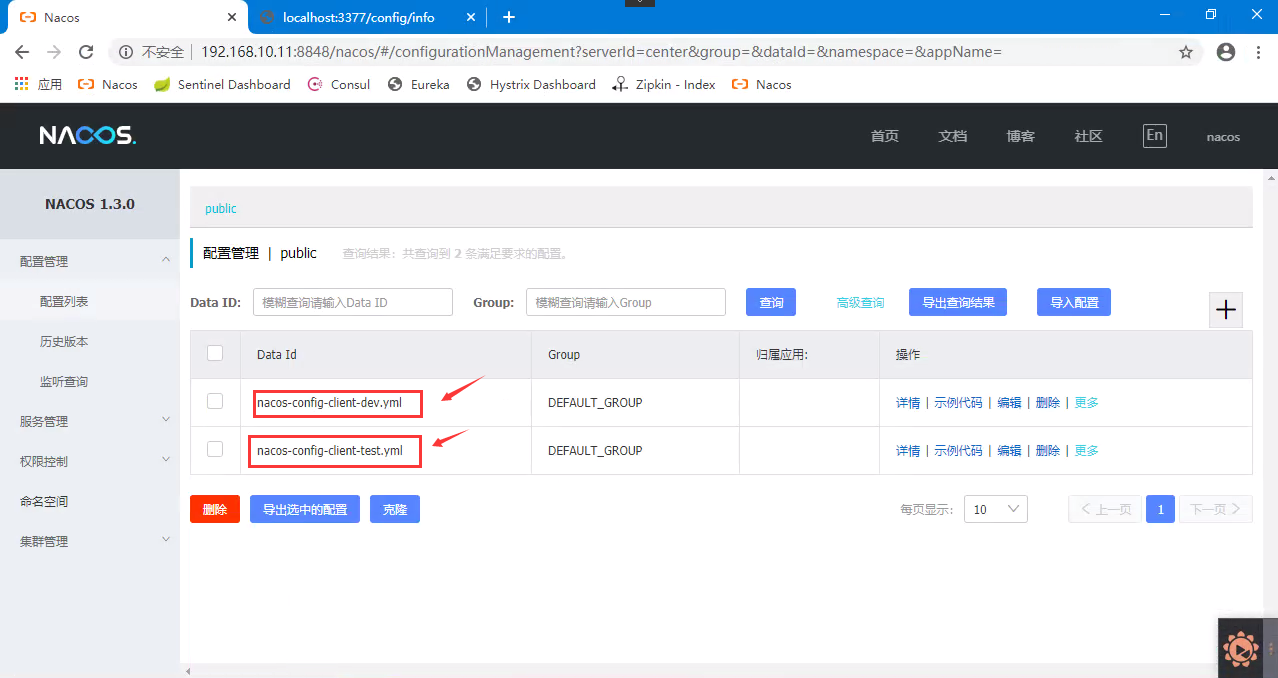 Nacos
localhost:3377/config/info
不安全 192.168.10.11:8848/nacos/#/configurationManagement?serverId=center&group=&dataId=&namespace=&appName=
应用 Nacos Sentinel Dashboard Consul Eureka Hystrix Dashboard Zipkin - Index Nacos
NACOS. 首页 文档 博客 社区 En nacos
NACOS 1.3.0
配置管理
配置列表
历史版本
监听查询
服务管理
权限控制
命名空间
集群管理
public
配置管理 | public 查询结果：共查询到 2 条满足要求的配置。
Data ID: 模糊查询请输入Data ID Group: 模糊查询请输入Group 查询 高级查询 导出查询结果 导入配置
Data Id Group 归属应用: 操作
nacos-config-client-dev.yml DEFAULT_GROUP 详情 | 示例代码 | 编辑 | 删除 | 更多
nacos-config-client-test.yml DEFAULT_GROUP 详情 | 示例代码 | 编辑 | 删除 | 更多
删除 导出选中的配置 克隆 每页显示: 10 上一页 1 下一页